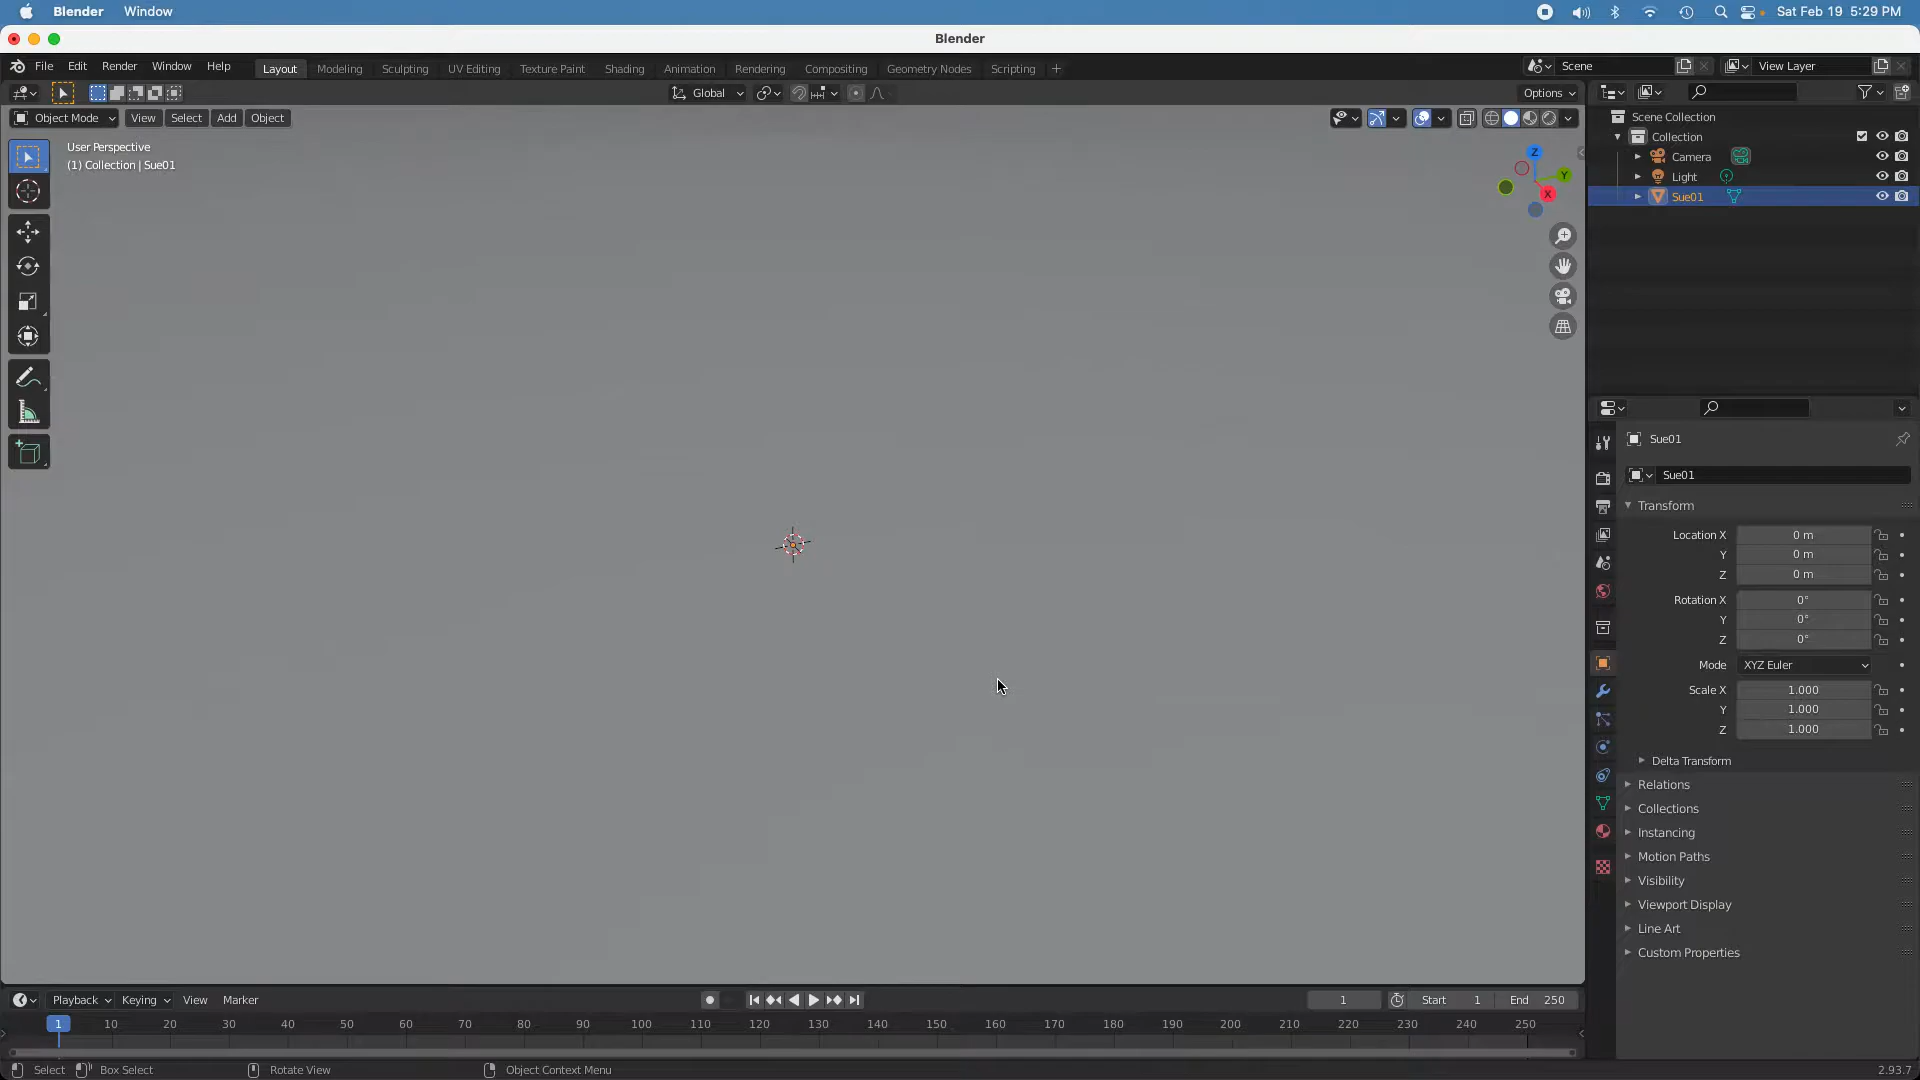 Blender Window Sat Feb 19 5:29 PM
Blender
File Edit Render Window Help Layout Modeling Sculpting UV Editing Texture Paint Shading Animation Rendering Compositing Geometry Nodes Scripting + Scene View Layer
Global Options
Object Mode View Select Add Object
User Perspective
(1) Collection | Sue01
Z
Y
X
Scene Collection
Collection
Camera
Light
Sue01
Sue01
Sue01
Transform
Location X 0 m
Y 0 m
Z 0 m
Rotation X 0°
Y 0°
Z 0°
Mode XYZ Euler
Scale X 1.000
Y 1.000
Z 1.000
Delta Transform
Relations
Collections
Instancing
Motion Paths
Visibility
Viewport Display
Line Art
Custom Properties
Playback Keying View Marker 1 Start 1 End 250
1 10 20 30 40 50 60 70 80 90 100 110 120 130 140 150 160 170 180 190 200 210 220 230 240 250
Select Box Select Rotate View Object Context Menu 2.93.7